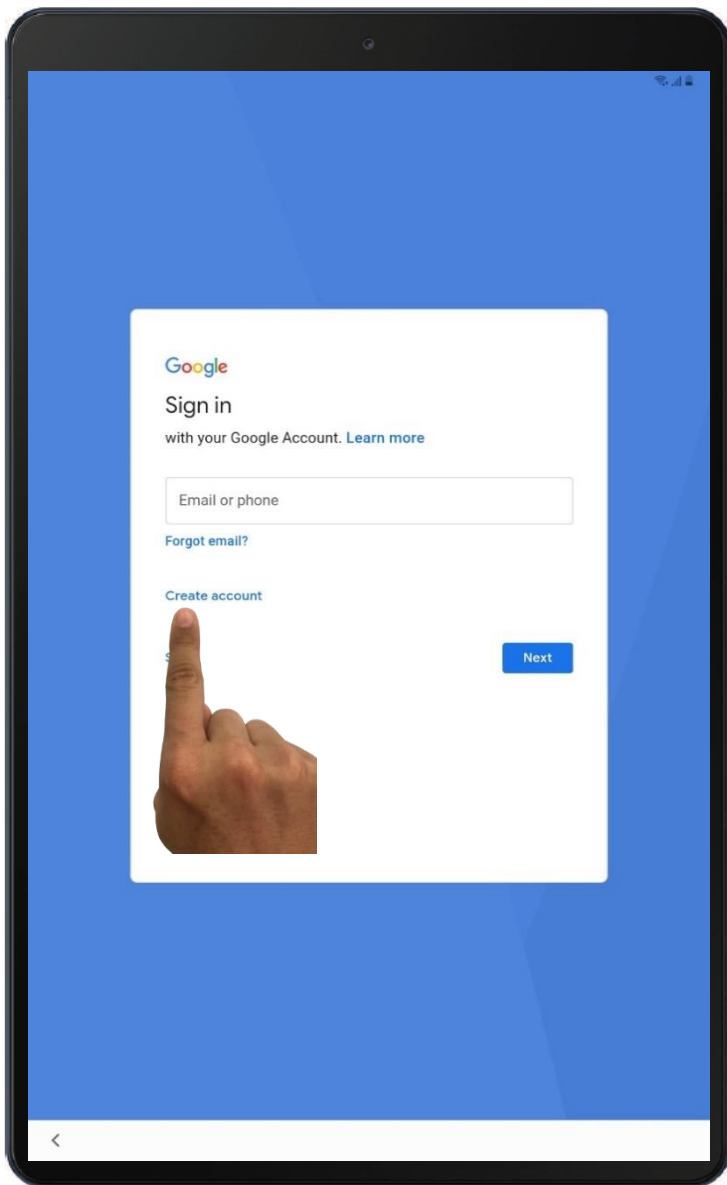 Google
Sign in
with your Google Account. Learn more
Email or phone
Forgot email?
Create account
Next